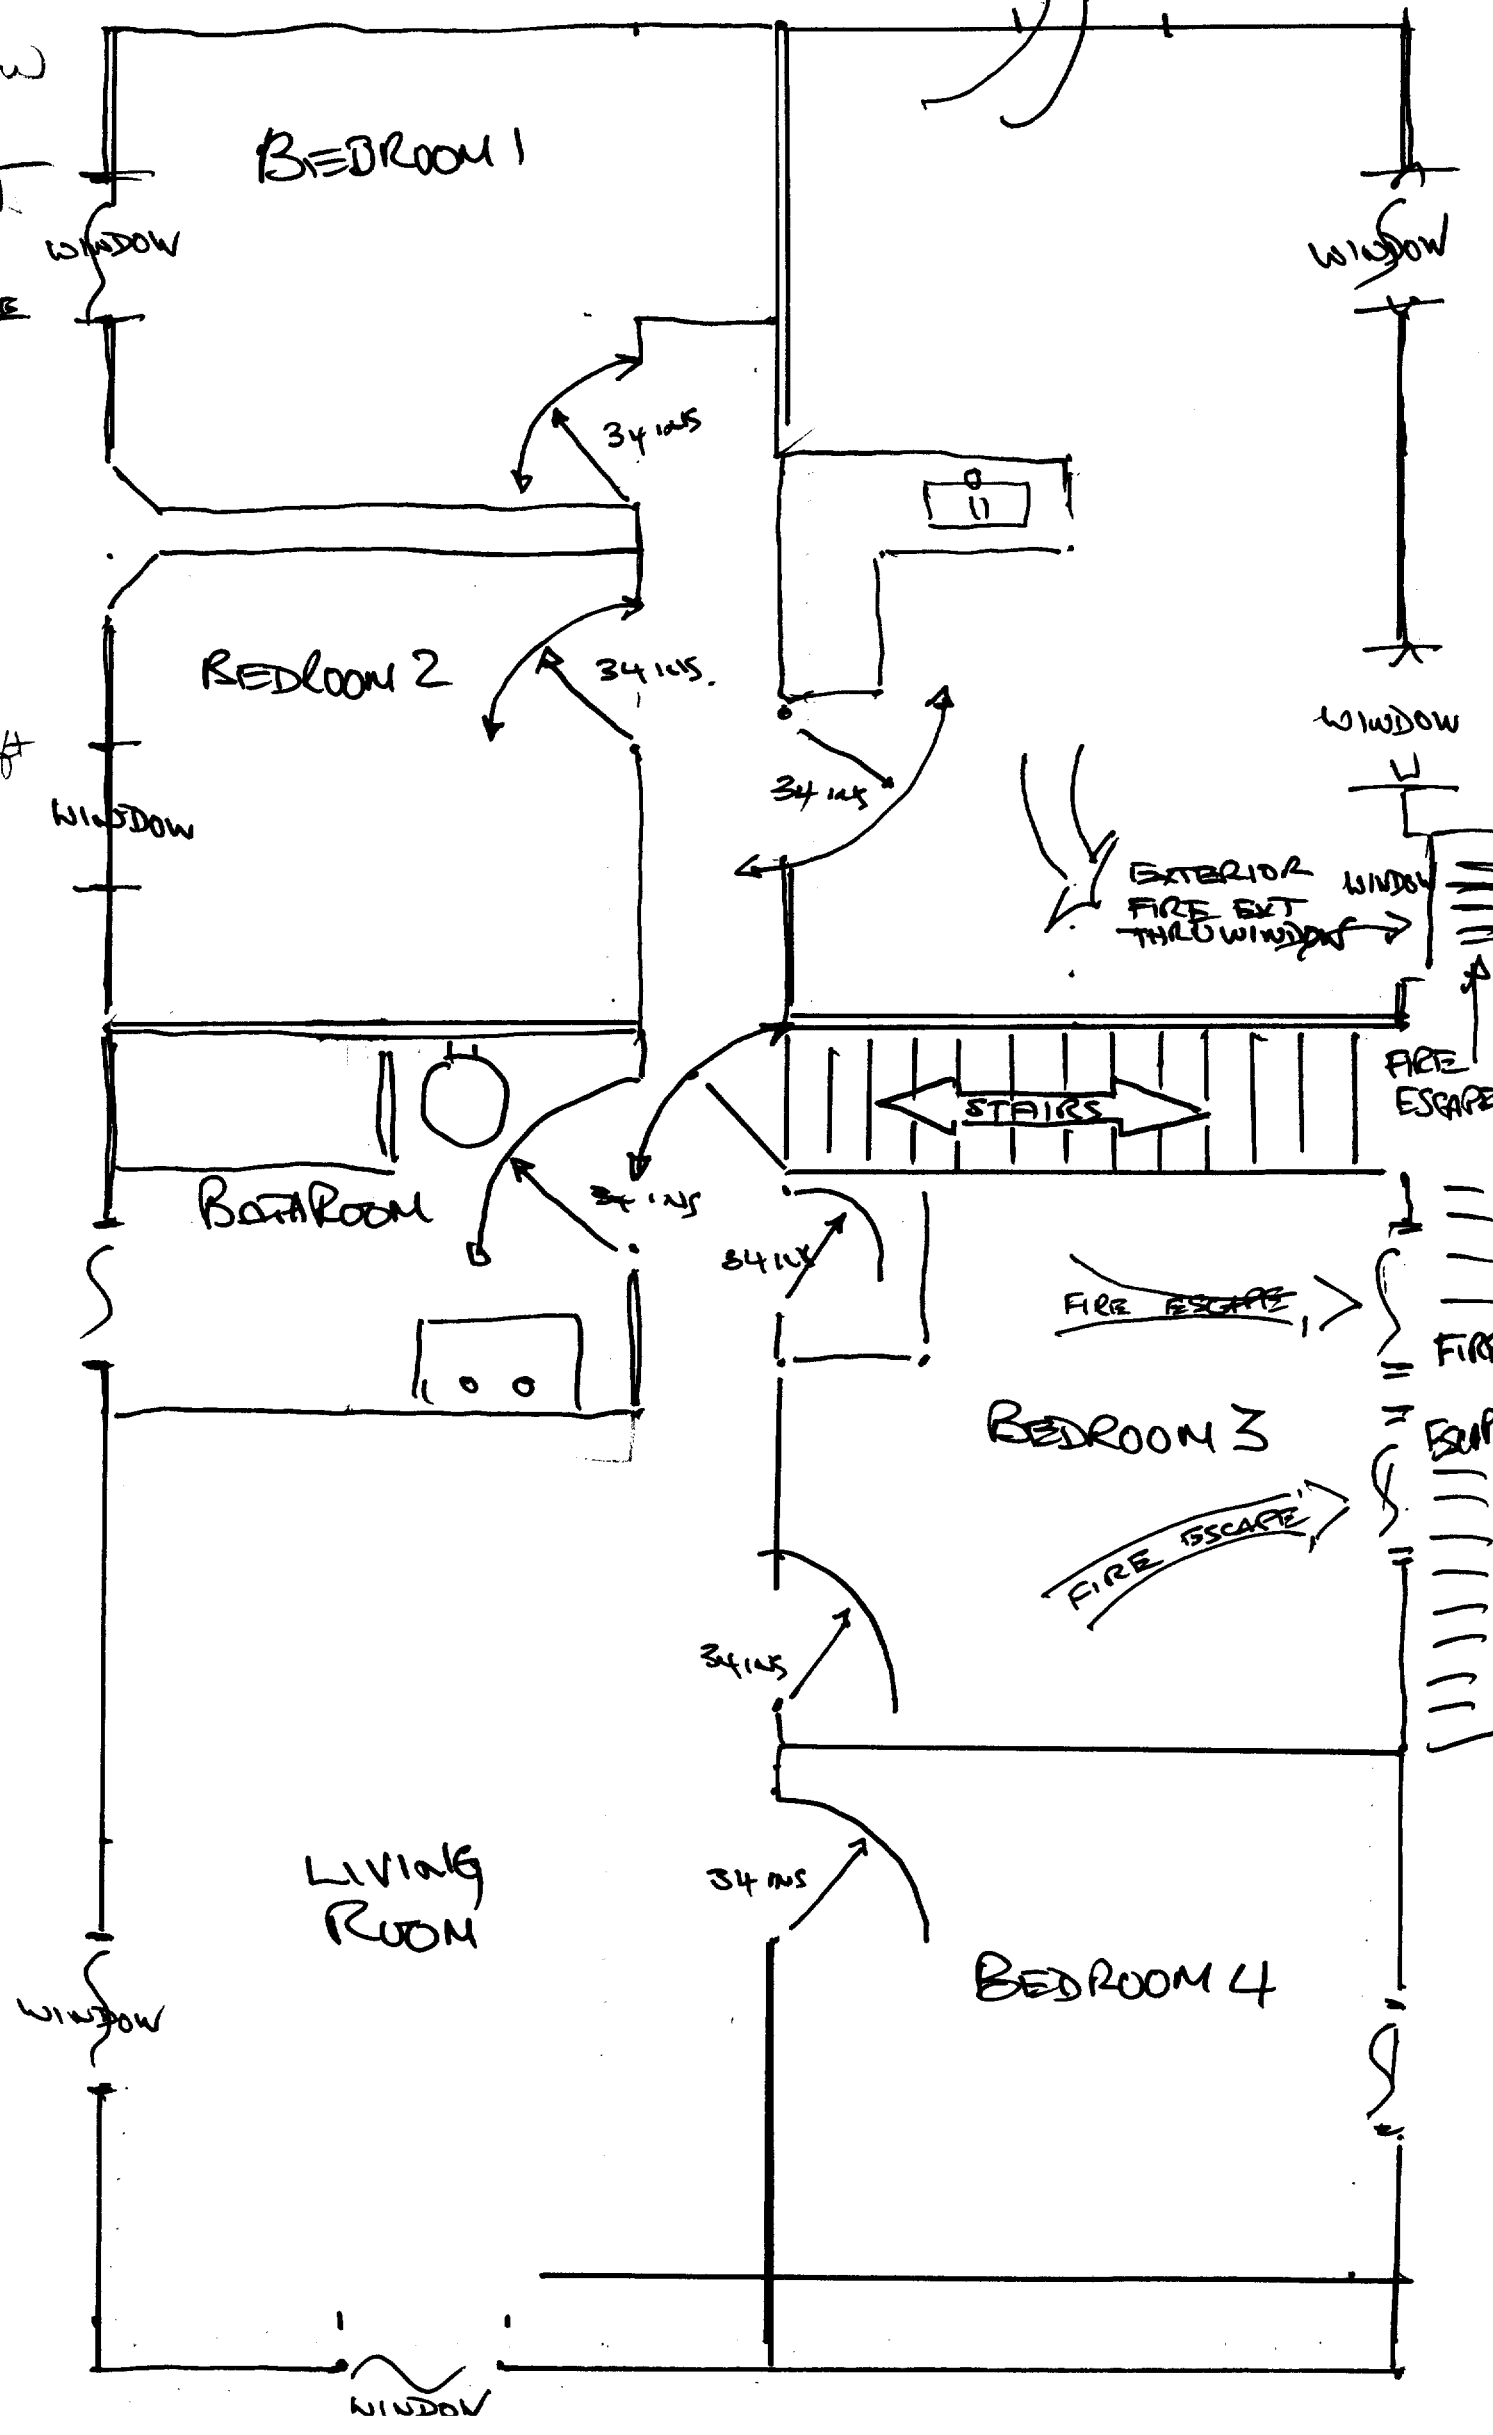 BEDROOM 1
WINDOW
WINDOW
34 INS
BEDROOM 2
34 INS.
WINDOW
34 INS
WINDOW
EXTERIOR
FIRE EXT
THRU WINDOW
WINDOW
FIRE
ESCAPE
STAIRS
BATHROOM
34 INS
34 INS
FIRE ESCAPE
FIRE
BEDROOM 3
FIRE ESCAPE
34 INS
LIVING
ROOM
34 INS
BEDROOM 4
WINDOW
WINDOW